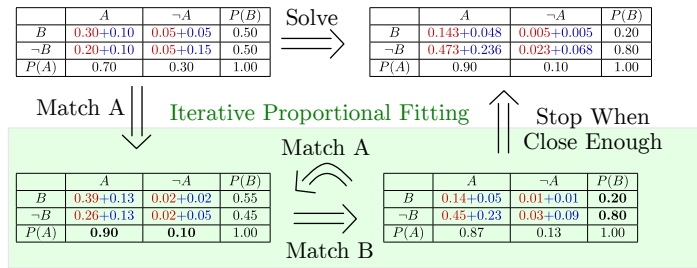 A ¬A P(B)
B 0.30+0.10 0.05+0.05 0.50
¬B 0.20+0.10 0.05+0.15 0.50
P(A) 0.70 0.30 1.00
Solve
A ¬A P(B)
B 0.143+0.048 0.005+0.005 0.20
¬B 0.473+0.236 0.023+0.068 0.80
P(A) 0.90 0.10 1.00
Match A
Iterative Proportional Fitting
Stop When
Close Enough
Match A
A ¬A P(B)
B 0.39+0.13 0.02+0.02 0.55
¬B 0.26+0.13 0.02+0.05 0.45
P(A) 0.90 0.10 1.00
Match B
A ¬A P(B)
B 0.14+0.05 0.01+0.01 0.20
¬B 0.45+0.23 0.03+0.09 0.80
P(A) 0.87 0.13 1.00